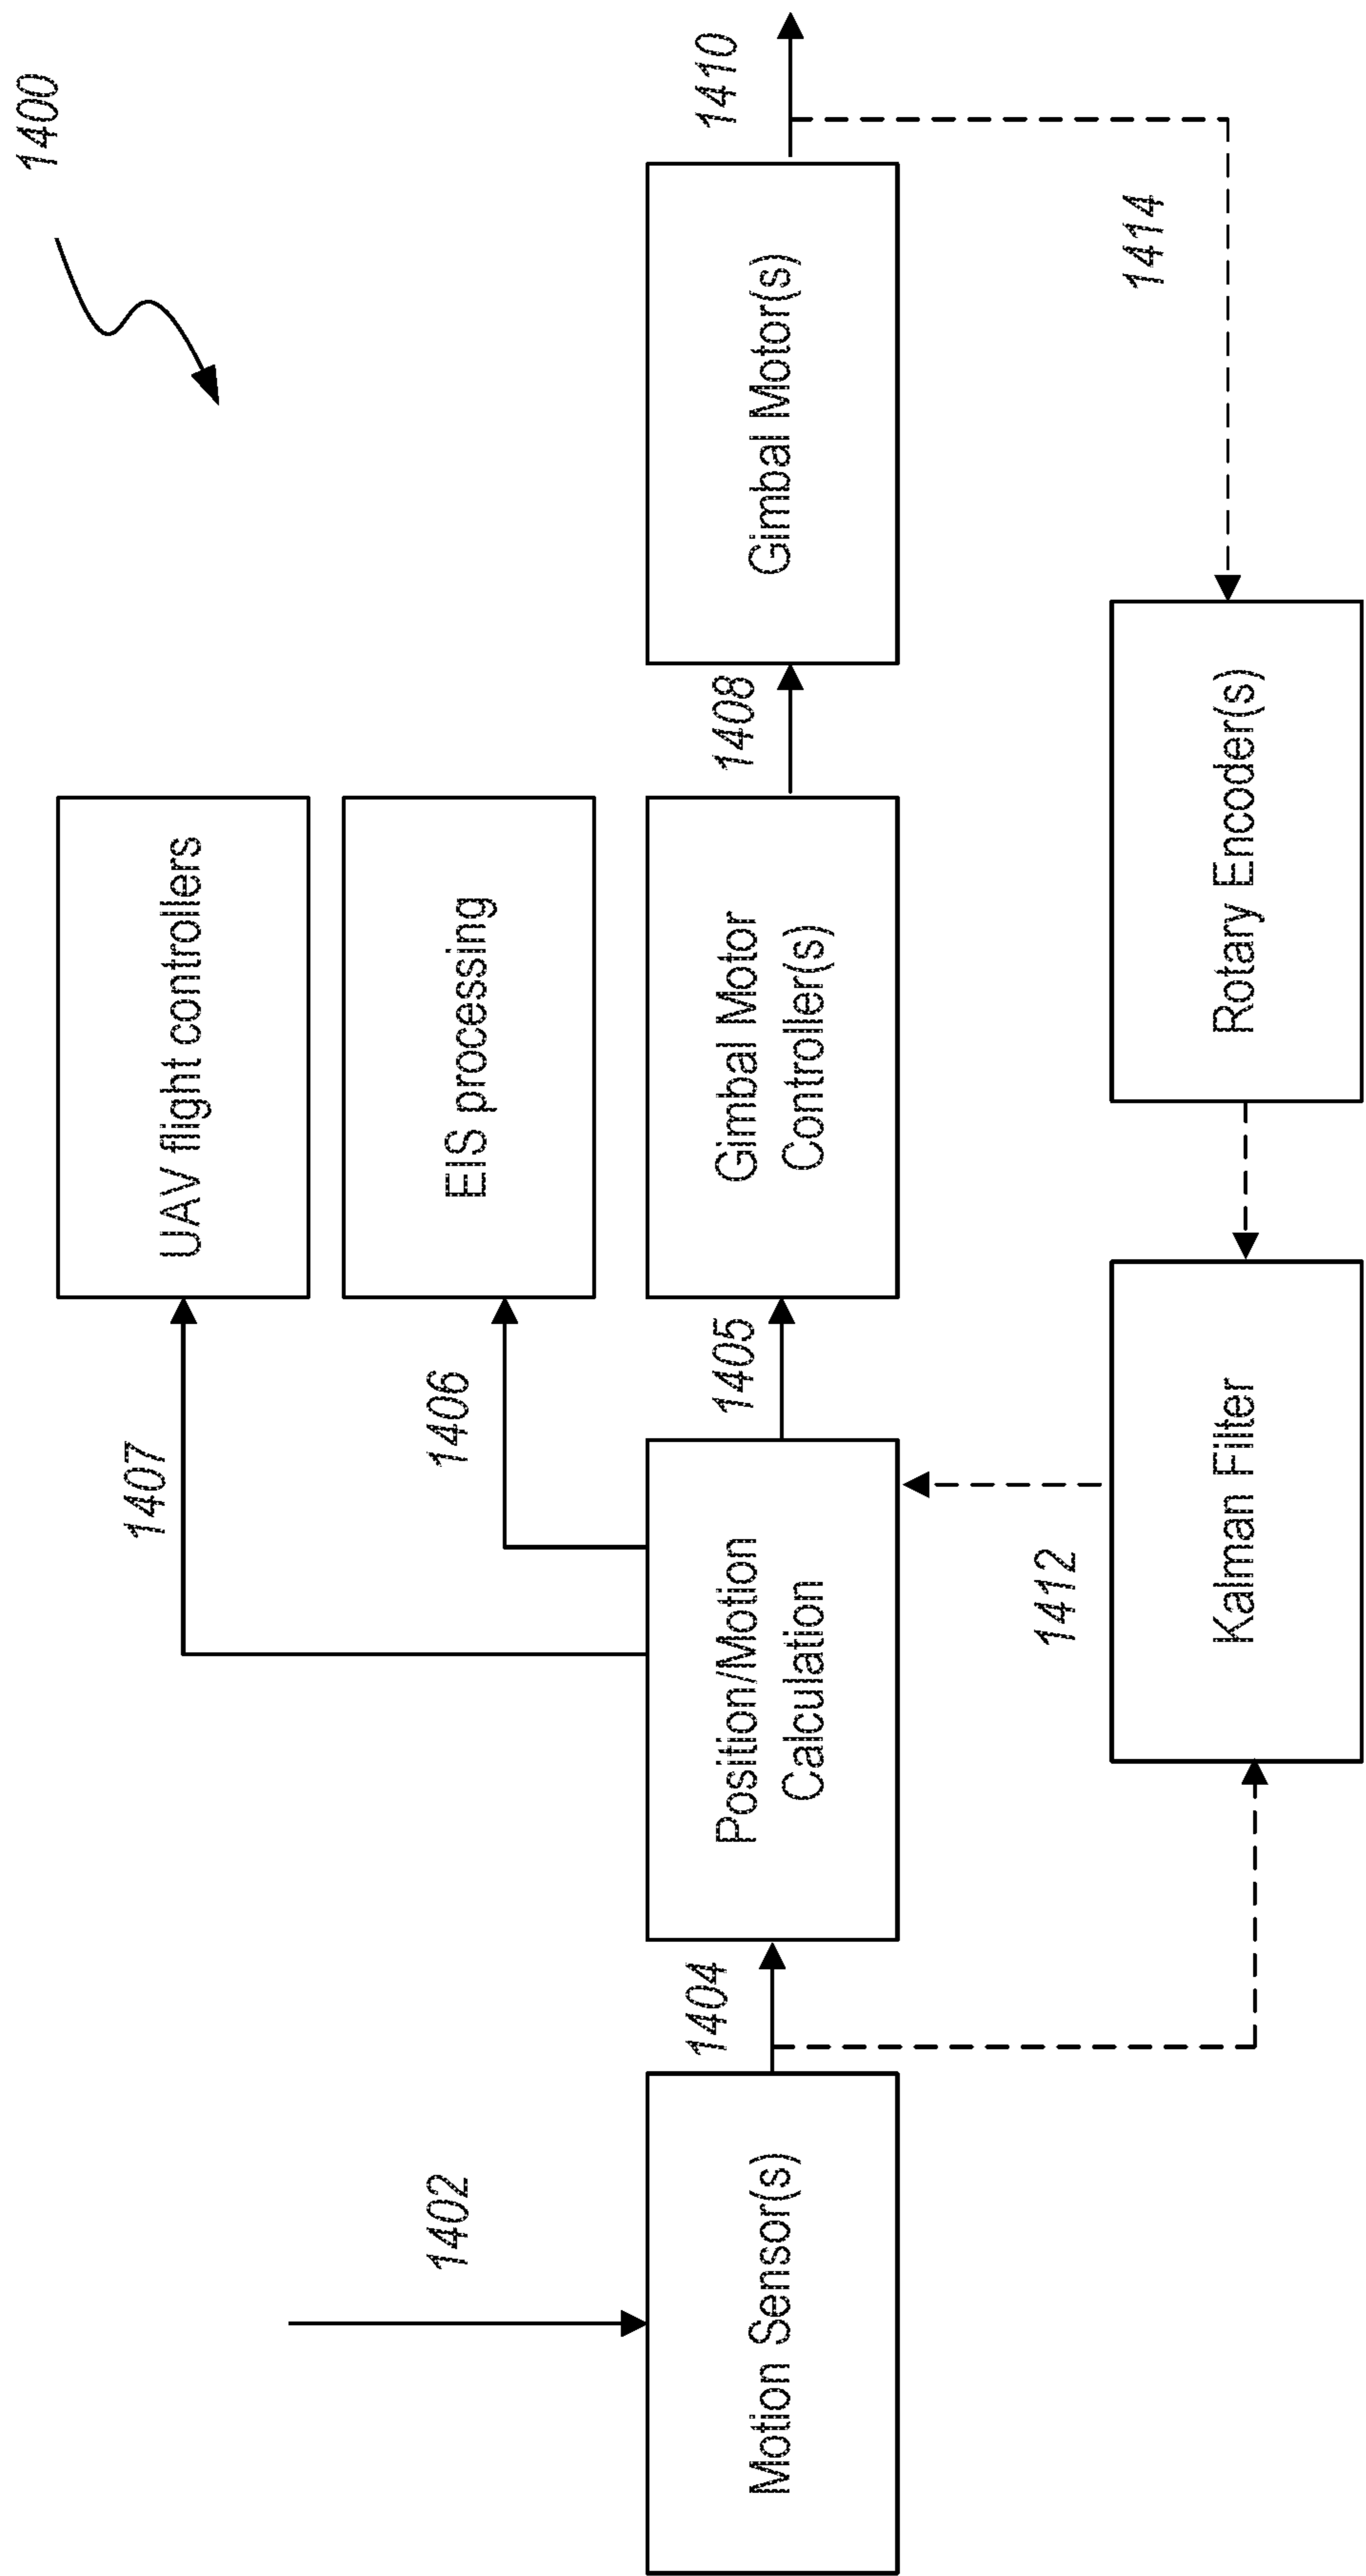 1400
1407
UAV flight controllers
1406
EIS processing
1402
Motion Sensor(s)
1404
Position/Motion
Calculation
1405
Gimbal Motor
Controller(s)
1408
Gimbal Motor(s)
1410
1412
1414
Kalman Filter
Rotary Encoder(s)